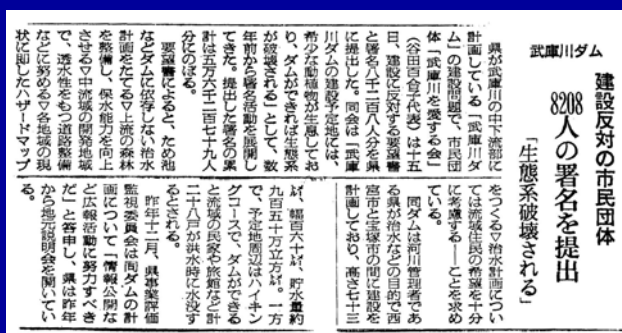 武庫川ダム
建設反対の市民団体
8208人の署名を提出
「生態系破壊される」
県が武庫川の中下流部に
計画している「武庫川ダ
ム」の建設問題で、市民団
体「武庫川を愛する会」
(谷田百合子代表)は十五
日、建設に反対する要望書
と署名八千二百八人分を県
に提出した。同会は「武庫
川ダムの建設予定地には、
希少な動植物が生息してお
り、ダムができれば生態系
が破壊される」として、数
年前から署名活動を展開し
てきた。提出した署名の累
計は五万六千二百七十九人
分にのぼる。
要望書によると、ため池
などダムに依存しない治水
計画をたてる▽上流の森林
を整備し、保水能力を向上
させる▽中流域の開発地域
で、透水性をもつ道路整備
などに努める▽各地域の現
状に即したハザードマップ
をつくる▽治水計画につい
ては流域住民の希望を十分
に考慮する――ことを求め
ている。
同ダムは河川管理者であ
る県が治水などの目的で西
宮市と宝塚市の間に建設を
計画しており、高さ七十三
㍍、幅百六十㍍、貯水量約
九百五十万立方㍍。一方
で、予定地周辺はハイキン
グコースで、ダムができる
と流域の民家や旅館など計
二十八戸が洪水時に水没す
るとされる。
昨年十二月、県事業評価
監視委員会は同ダムの計
画について「情報公開な
ど広報活動に努力すべき
だ」と答申し、県は昨年
から地元説明会を開いてい
る。